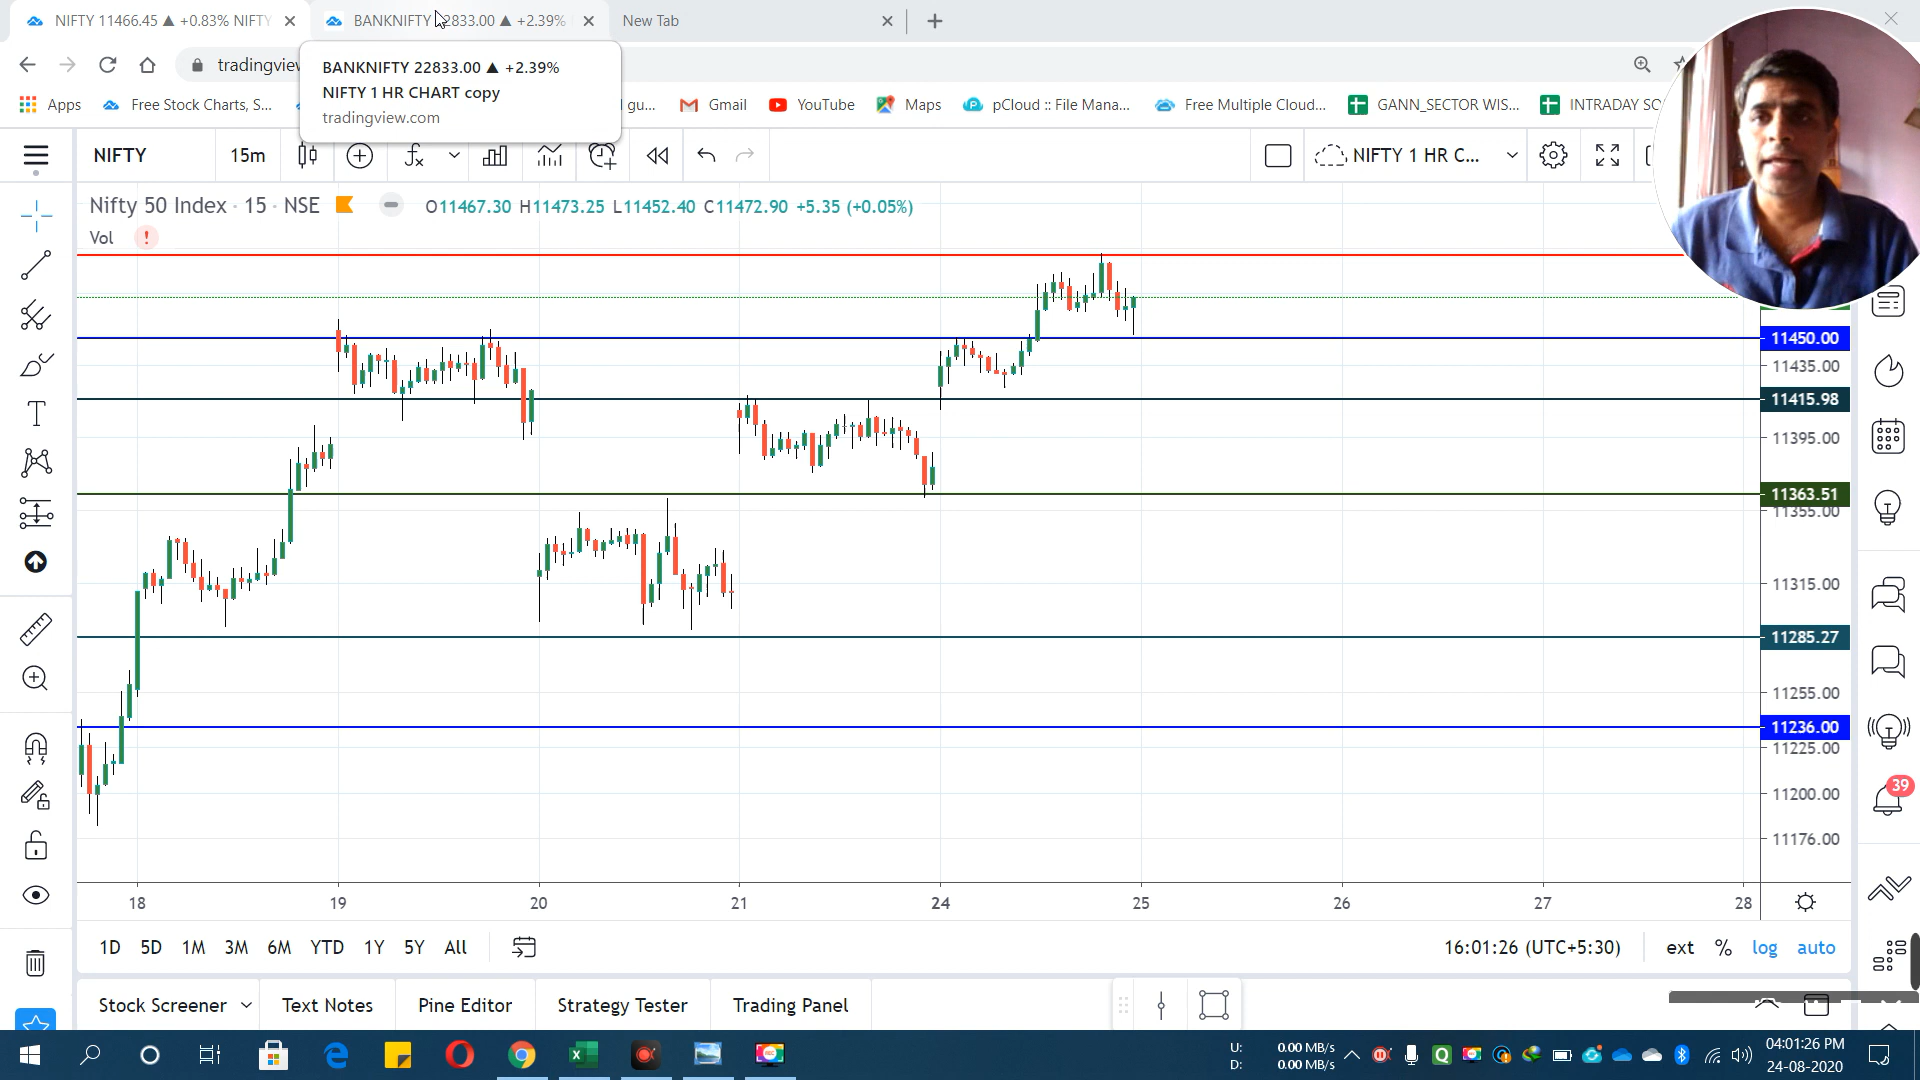 NIFTY 11466.45 ▲ +0.83% NIFTY
BANKNIFTY 22833.00 ▲ +2.39%
New Tab
tradingview
BANKNIFTY 22833.00 ▲ +2.39%
NIFTY 1 HR CHART copy
tradingview.com
Apps
Free Stock Charts, S...
gu...
Gmail
YouTube
Maps
pCloud :: File Mana...
Free Multiple Cloud...
GANN_SECTOR WIS...
INTRADAY SC
NIFTY
15m
NIFTY 1 HR C...
Nifty 50 Index · 15 · NSE
O11467.30 H11473.25 L11452.40 C11472.90 +5.35 (+0.05%)
Vol
!
11450.00
11435.00
11415.98
11395.00
11363.51
11355.00
11315.00
11285.27
11255.00
11236.00
11225.00
11200.00
11176.00
39
18 19 20 21 24 25 26 27 28
1D 5D 1M 3M 6M YTD 1Y 5Y All
16:01:26 (UTC+5:30)
ext % log auto
Stock Screener
Text Notes
Pine Editor
Strategy Tester
Trading Panel
U: 0.00 MB/s
D: 0.00 MB/s
04:01:26 PM
24-08-2020